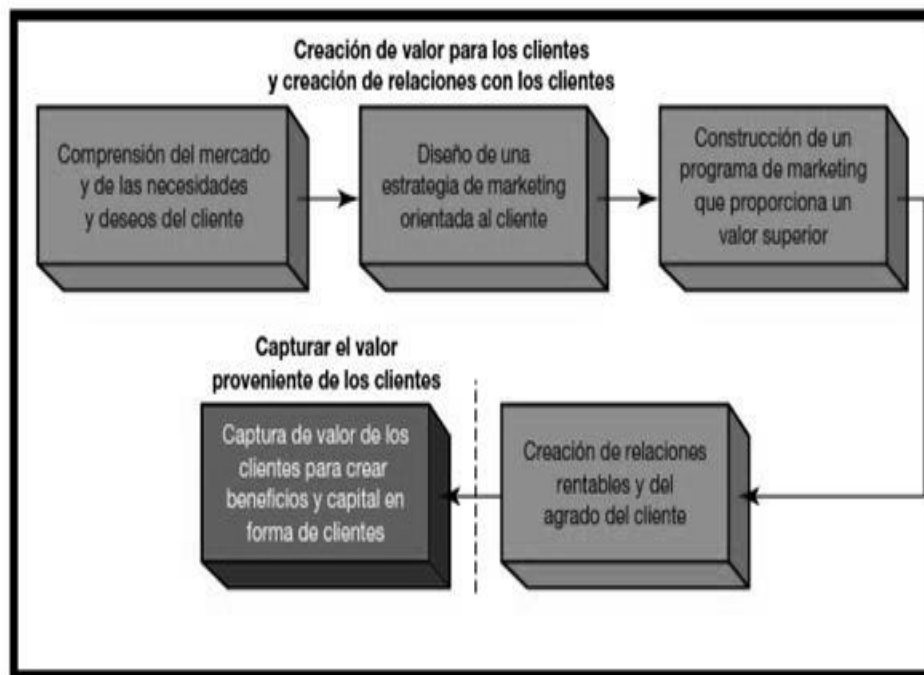 Creación de valor para los clientes
y creación de relaciones con los clientes
Comprensión del mercado
y de las necesidades
y deseos del cliente
Diseño de una
estrategia de marketing
orientada al cliente
Construcción de un
programa de marketing
que proporciona un
valor superior
Creación de relaciones
rentables y del
agrado del cliente
Capturar el valor
proveniente de los clientes
Captura de valor de los
clientes para crear
beneficios y capital en
forma de clientes